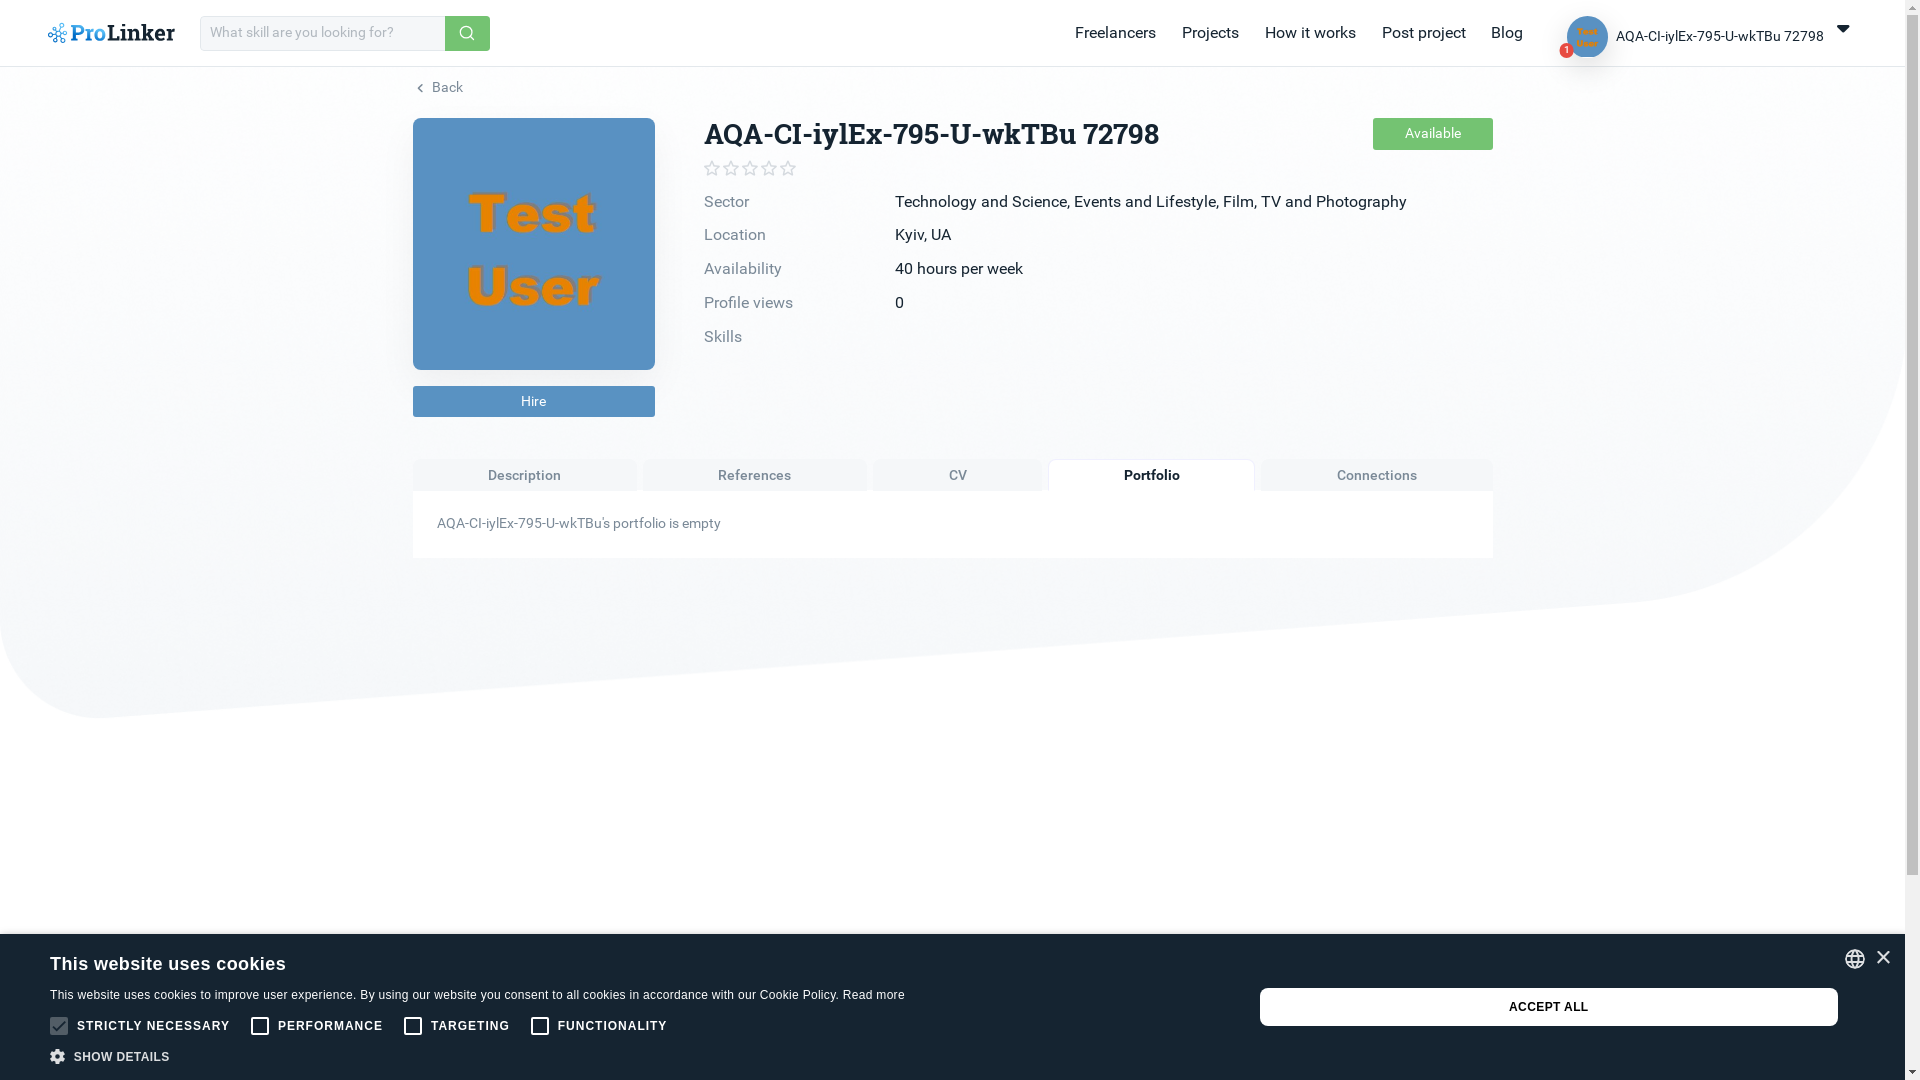 ProLinker
What skill are you looking for?
Freelancers
Projects
How it works
Post project
Blog
Test
User
1
AQA-CI-iylEx-795-U-wkTBu 72798
Back
Test
User
AQA-CI-iylEx-795-U-wkTBu 72798
Available
Sector Technology and Science, Events and Lifestyle, Film, TV and Photography
Location Kyiv, UA
Availability 40 hours per week
Profile views 0
Skills
Hire
Description
References
CV
Portfolio
Connections
AQA-CI-iylEx-795-U-wkTBu's portfolio is empty
This website uses cookies
This website uses cookies to improve user experience. By using our website you consent to all cookies in accordance with our Cookie Policy. Read more
STRICTLY NECESSARY
PERFORMANCE
TARGETING
FUNCTIONALITY
SHOW DETAILS
ACCEPT ALL